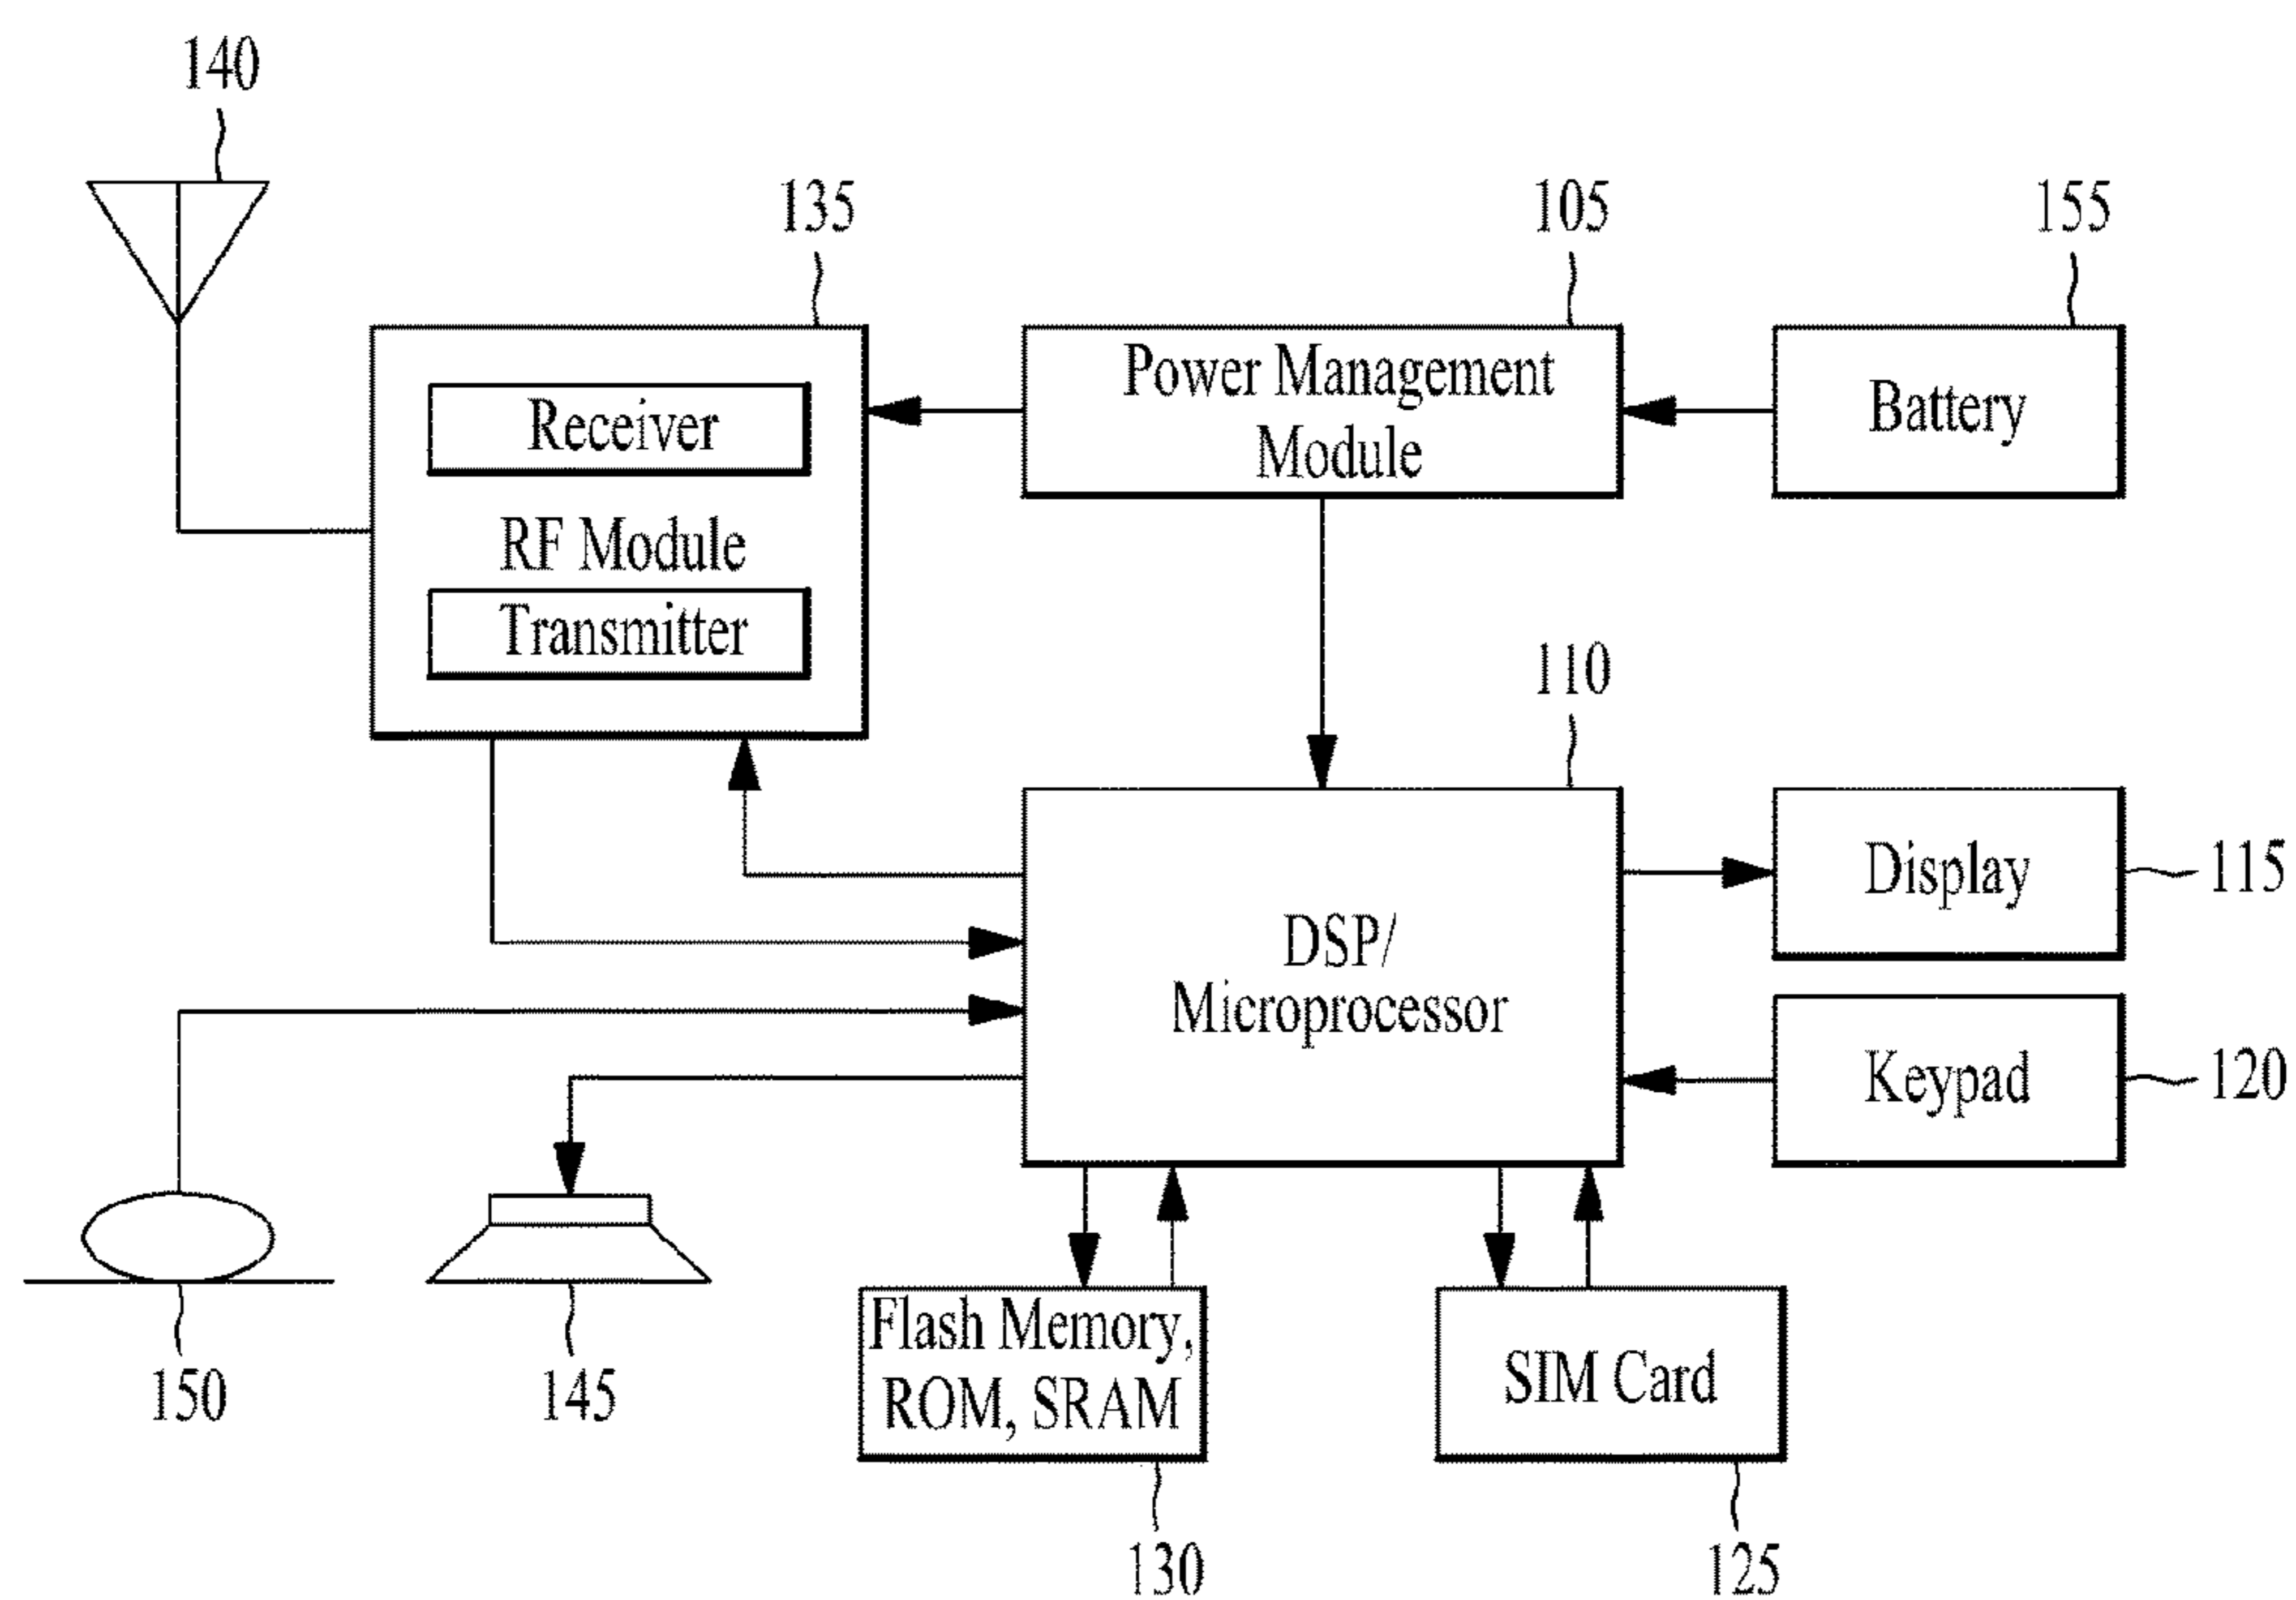 140
135
105
155
Receiver
RF Module
Transmitter
Power Management
Module
Battery
110
DSP/
Microprocessor
Display
115
Keypad
120
150
145
Flash Memory,
ROM, SRAM
SIM Card
130
125